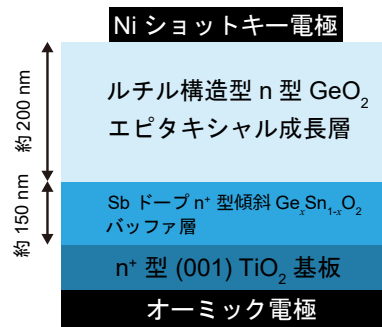 Ni ショットキー電極
約 200 nm
ルチル構造型 n 型 GeO₂
エピタキシャル成長層
約 150 nm
Sb ドープ n⁺ 型傾斜 GeₓSn₁₋ₓO₂
バッファ層
n⁺ 型 (001) TiO₂ 基板
オーミック電極